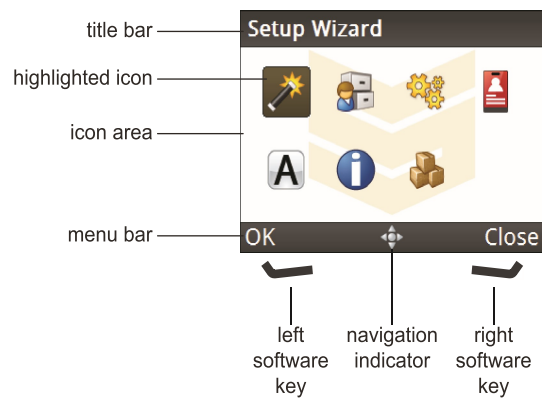 title bar
Setup Wizard
highlighted icon
icon area
A
i
menu bar
OK
Close
left
software
key
navigation
indicator
right
software
key